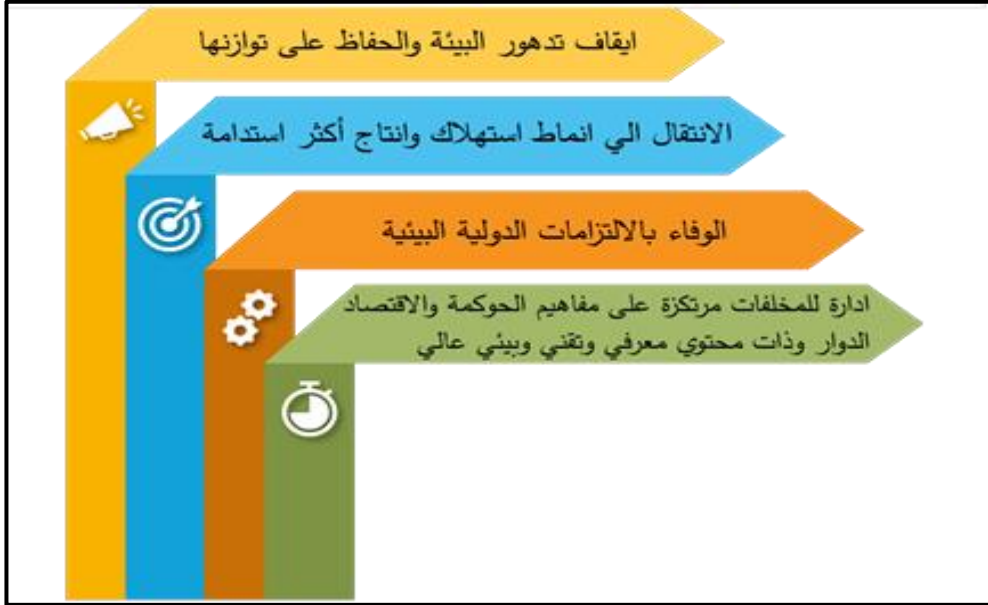 ايقاف تدهور البيئة والحفاظ على توازنها
الانتقال الي انماط استهلاك وانتاج أكثر استدامة
الوفاء بالالتزامات الدولية البيئية
ادارة للمخلفات مرتكزة على مفاهيم الحوكمة والاقتصاد
الدوار وذات محتوي معرفي وتقني وبيئي عالي